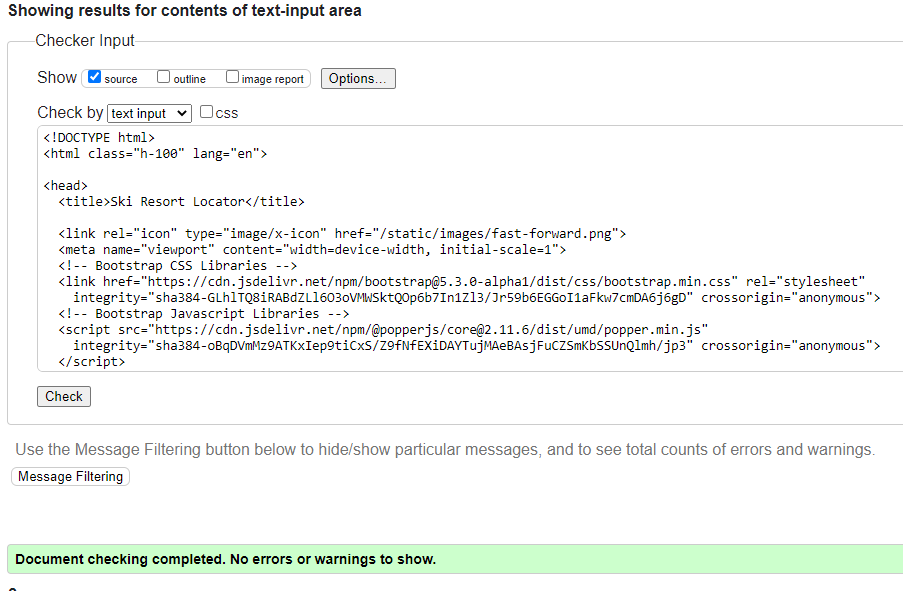 Showing results for contents of text-input area
Checker Input
Show source outline image report Options...
Check by text input css
<!DOCTYPE html>
<html class="h-100" lang="en">
<head>
<title>Ski Resort Locator</title>
<link rel="icon" type="image/x-icon" href="/static/images/fast-forward.png">
<meta name="viewport" content="width=device-width, initial-scale=1">
<!-- Bootstrap CSS Libraries -->
<link href="https://cdn.jsdelivr.net/npm/bootstrap@5.3.0-alpha1/dist/css/bootstrap.min.css" rel="stylesheet"
integrity="sha384-GLhlTQ8iRABdZLl6O3oVMWSktQOp6b7In1Zl3/Jr59b6EGGoI1aFkw7cmDA6j6gD" crossorigin="anonymous">
<!-- Bootstrap Javascript Libraries -->
<script src="https://cdn.jsdelivr.net/npm/@popperjs/core@2.11.6/dist/umd/popper.min.js"
integrity="sha384-oBqDVmMz9ATKxIep9tiCxS/Z9fNfEXiDAYTujMAeBAsjFuCZSmKbSSUnQlmh/jp3" crossorigin="anonymous">
</script>
Check
Use the Message Filtering button below to hide/show particular messages, and to see total counts of errors and warnings.
Message Filtering
Document checking completed. No errors or warnings to show.